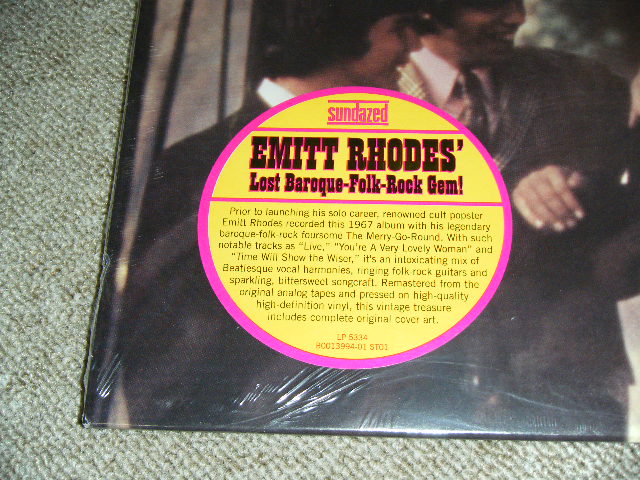 sundazed
EMITT RHODES'
Lost Baroque-Folk-Rock Gem!
Prior to launching his solo career, renowned cult popster
Emitt Rhodes recorded this 1967 album with his legendary
baroque-folk-rock foursome The Merry-Go-Round. With such
notable tracks as "Live," "You're A Very Lovely Woman" and
"Time Will Show the Wiser," it's an intoxicating mix of
Beatlesque vocal harmonies, ringing folk-rock guitars and
sparkling, bittersweet songcraft. Remastered from the
original analog tapes and pressed on high-quality
high-definition vinyl, this vintage treasure
includes complete original cover art.
LP 5334
B0013994-01 ST01